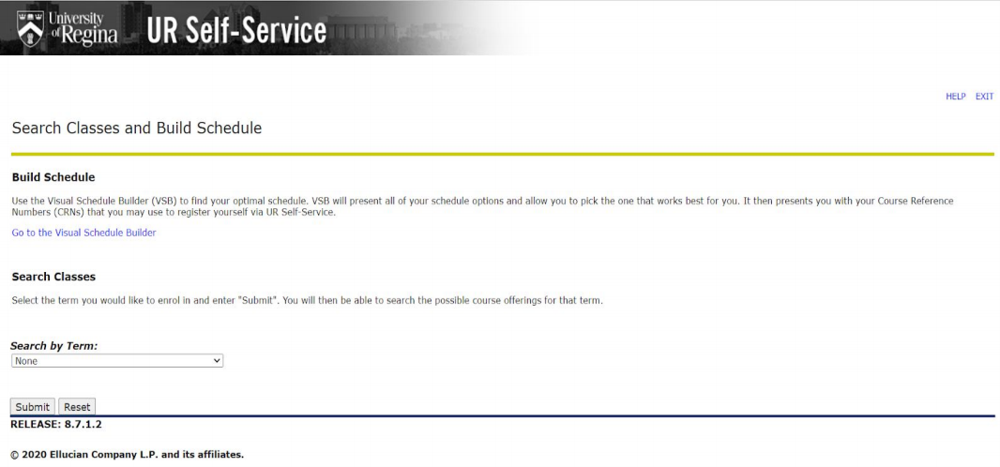 University
of Regina
UR Self-Service
HELP EXIT
Search Classes and Build Schedule
Build Schedule
Use the Visual Schedule Builder (VSB) to find your optimal schedule. VSB will present all of your schedule options and allow you to pick the one that works best for you. It then presents you with your Course Reference
Numbers (CRNs) that you may use to register yourself via UR Self-Service.
Go to the Visual Schedule Builder
Search Classes
Select the term you would like to enrol in and enter "Submit". You will then be able to search the possible course offerings for that term.
Search by Term:
None
Submit Reset
RELEASE: 8.7.1.2
© 2020 Ellucian Company L.P. and its affiliates.